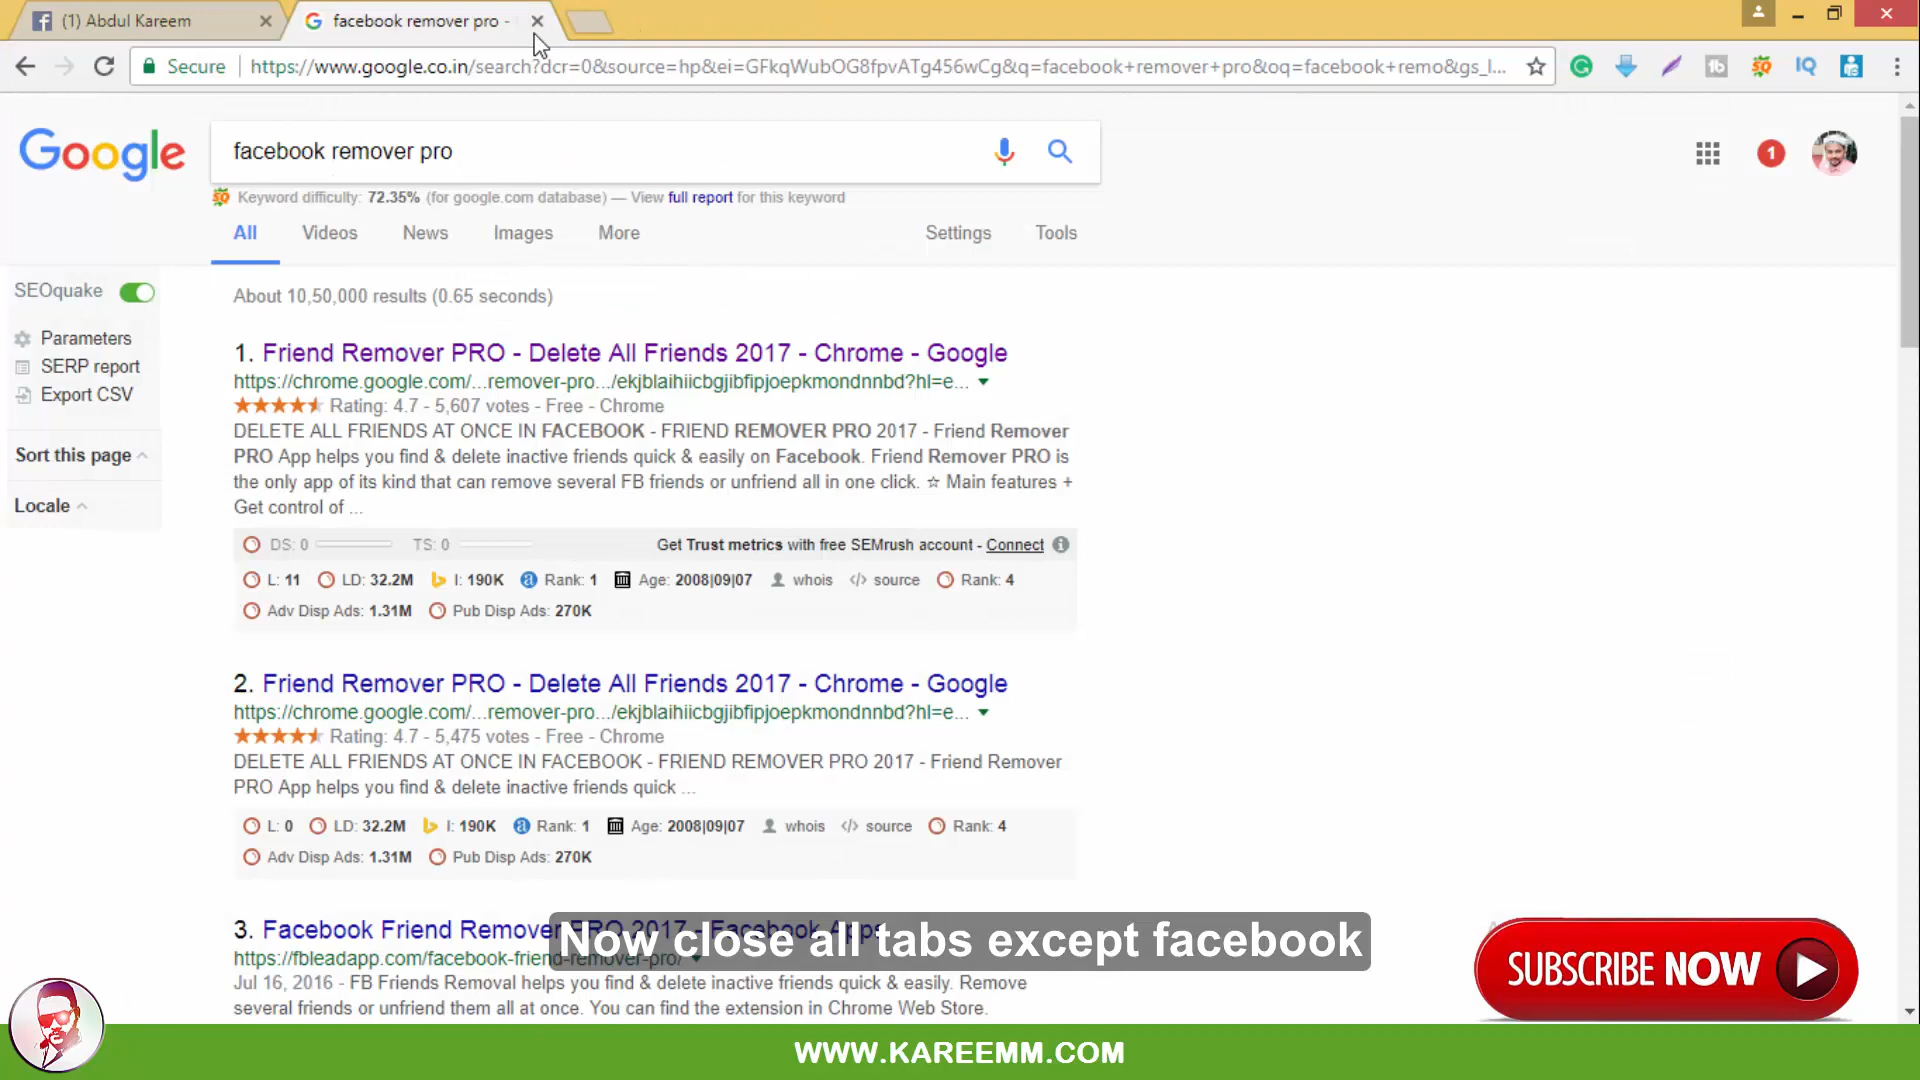 (1) Abdul Kareem
facebook remover pro -
Secure
https://www.google.co.in/search?dcr=0&source=hp&ei=GFkqWubOG8fpvATg456wCg&q=facebook+remover+pro&oq=facebook+remo&gs_l...
Google
facebook remover pro
1
Keyword difficulty: 72.35% (for google.com database) — View full report for this keyword
All Videos News Images More Settings Tools
SEOquake
Parameters
SERP report
Export CSV
Sort this page
Locale
About 10,50,000 results (0.65 seconds)
1. Friend Remover PRO - Delete All Friends 2017 - Chrome - Google
https://chrome.google.com/...remover-pro.../ekjblaihiicbgjibfipjoepkmondnnbd?hl=e...
Rating: 4.7 - 5,607 votes - Free - Chrome
DELETE ALL FRIENDS AT ONCE IN FACEBOOK - FRIEND REMOVER PRO 2017 - Friend Remover
PRO App helps you find & delete inactive friends quick & easily on Facebook. Friend Remover PRO is
the only app of its kind that can remove several FB friends or unfriend all in one click. ☆ Main features +
Get control of ...
DS: 0 TS: 0 Get Trust metrics with free SEMrush account - Connect
L: 11 LD: 32.2M I: 190K Rank: 1 Age: 2008|09|07 whois </> source Rank: 4
Adv Disp Ads: 1.31M Pub Disp Ads: 270K
2. Friend Remover PRO - Delete All Friends 2017 - Chrome - Google
https://chrome.google.com/...remover-pro.../ekjblaihiicbgjibfipjoepkmondnnbd?hl=e...
Rating: 4.7 - 5,475 votes - Free - Chrome
DELETE ALL FRIENDS AT ONCE IN FACEBOOK - FRIEND REMOVER PRO 2017 - Friend Remover
PRO App helps you find & delete inactive friends quick ...
L: 0 LD: 32.2M I: 190K Rank: 1 Age: 2008|09|07 whois </> source Rank: 4
Adv Disp Ads: 1.31M Pub Disp Ads: 270K
3. Facebook Friend Remover PRO 2017 - Facebook Apps
Now close all tabs except facebook
https://fbleadapp.com/facebook-friend-remover-pro/
Jul 16, 2016 - FB Friends Removal helps you find & delete inactive friends quick & easily. Remove
several friends or unfriend them all at once. You can find the extension in Chrome Web Store.
SUBSCRIBE NOW
WWW.KAREEMM.COM